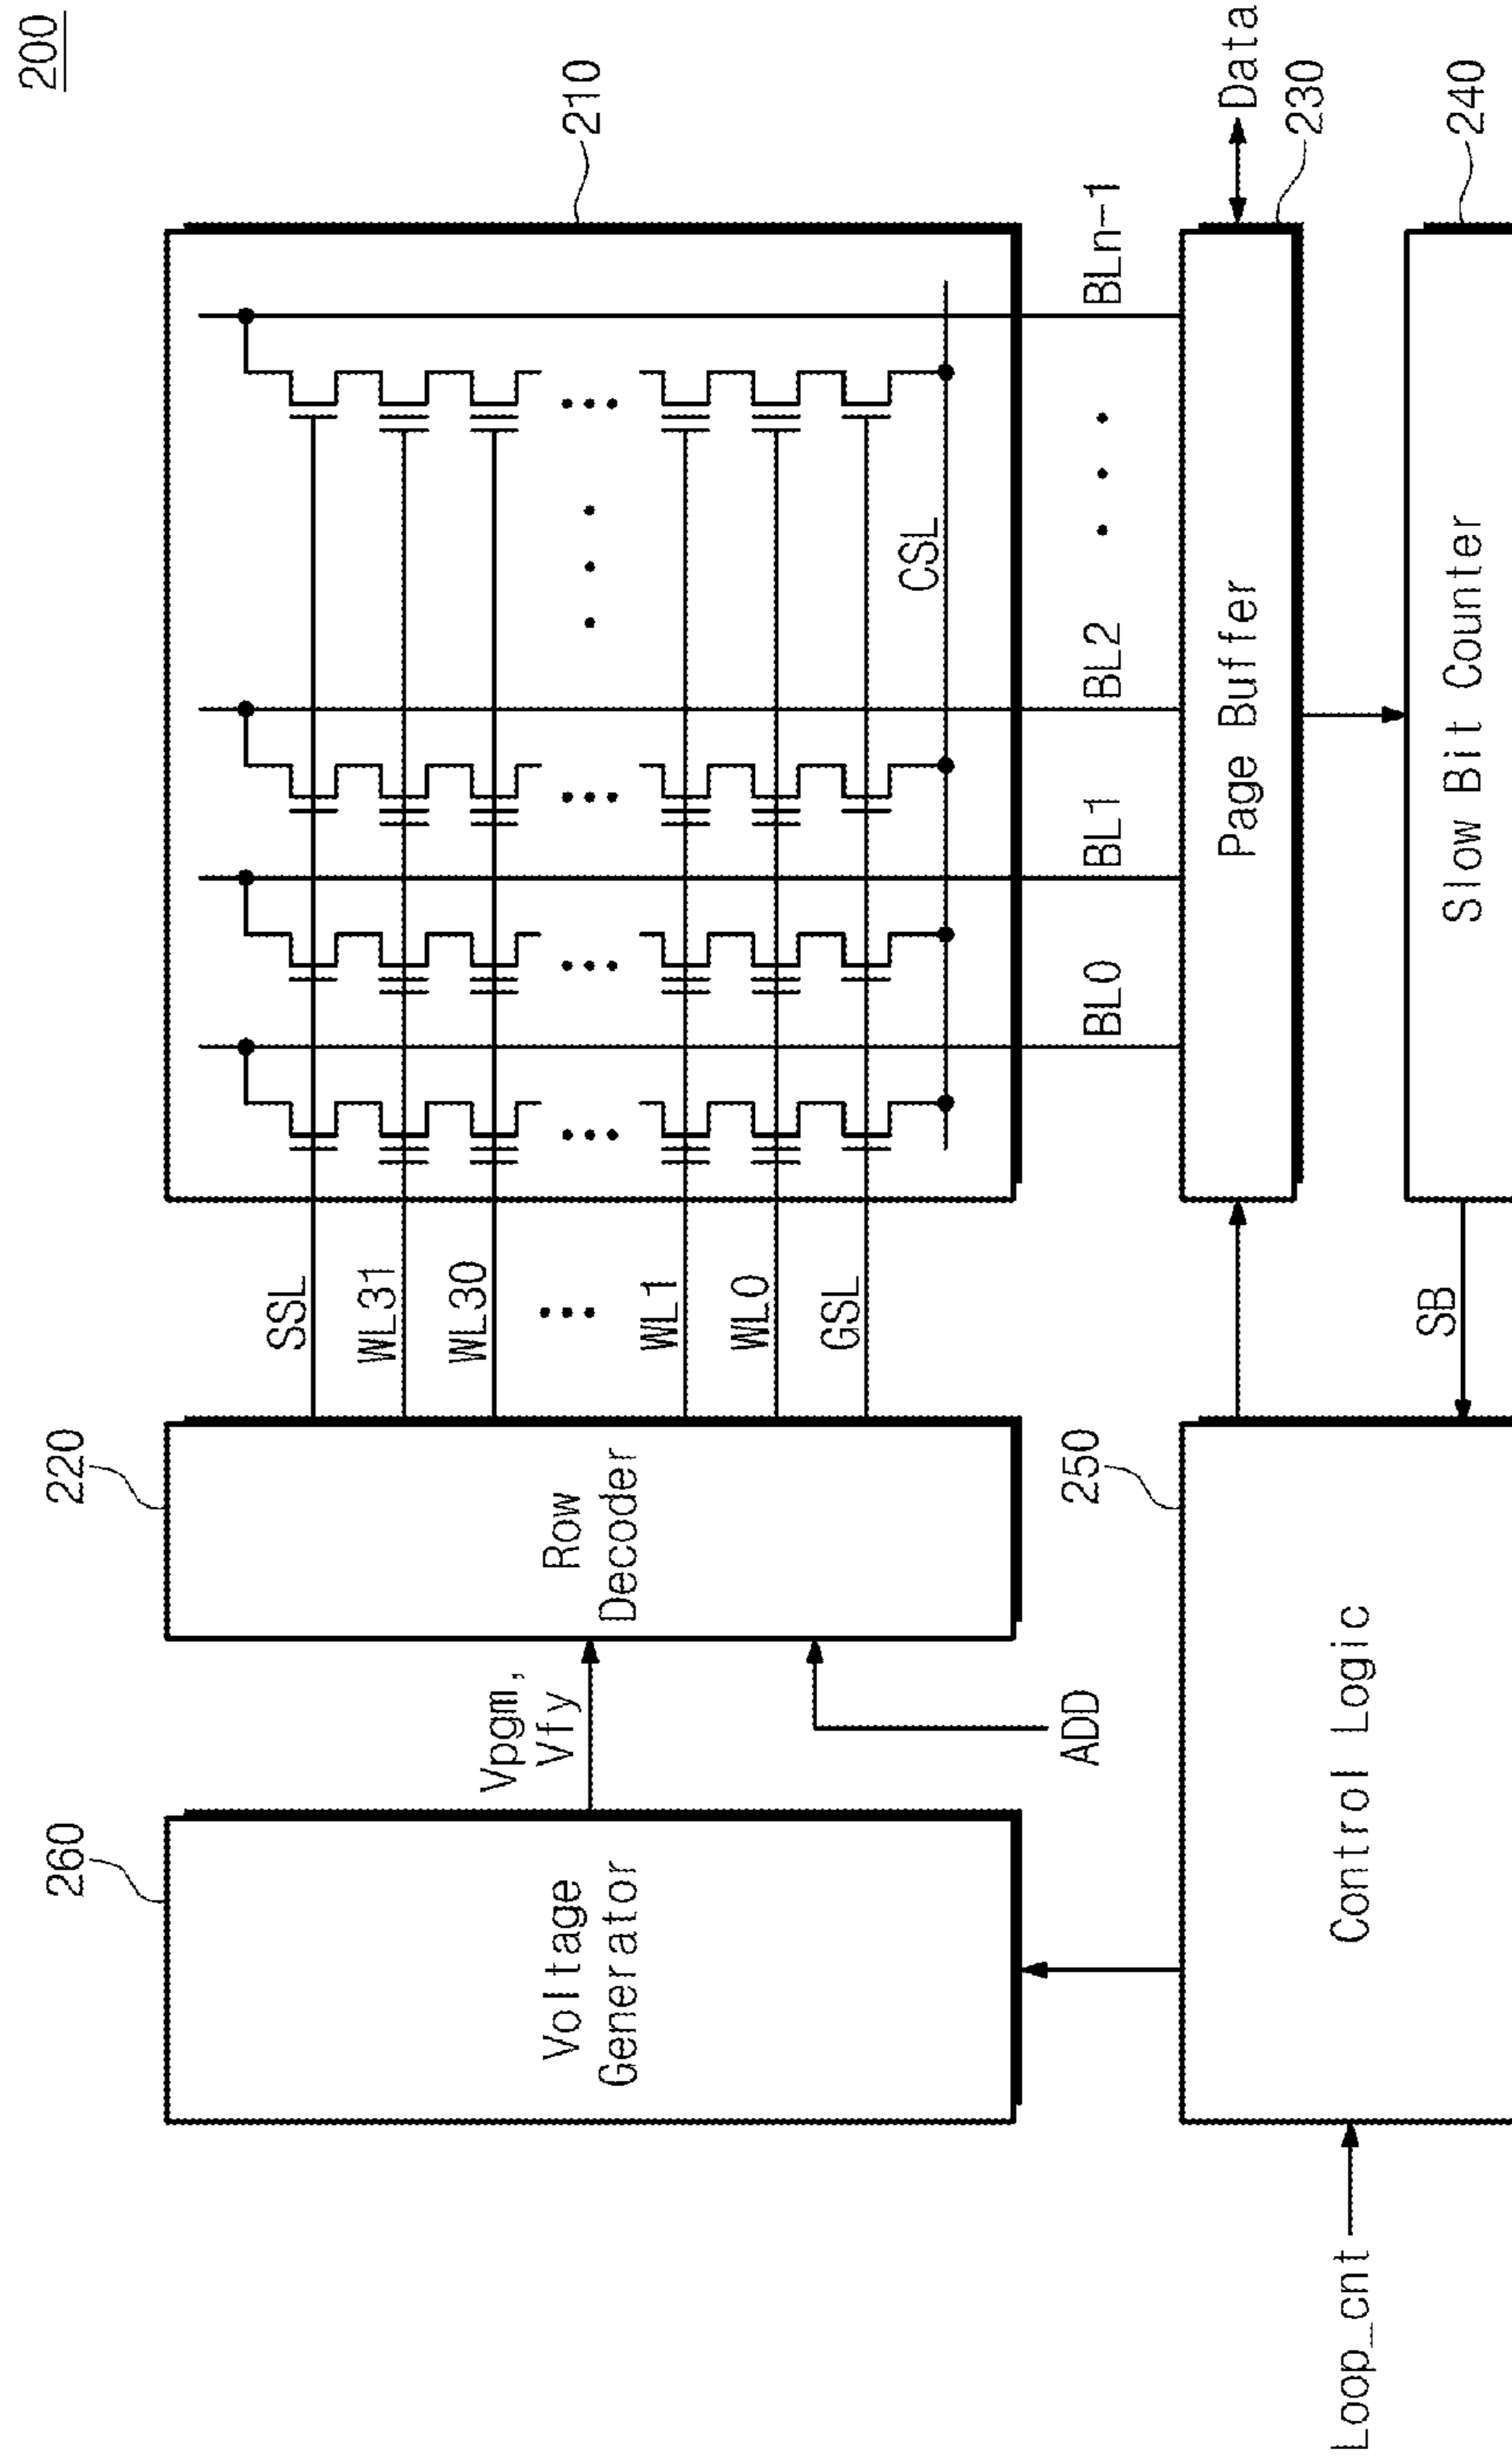 200
260
220
210
Voltage
Generator
Vpgm,
Vfy
ADD
Row
Decoder
SSL
WL31
WL30
WL1
WL0
GSL
CSL
BL0
BL1
BL2
BLn-1
250
Page Buffer
Data
230
Loop_cnt
Control Logic
SB
Slow Bit Counter
240